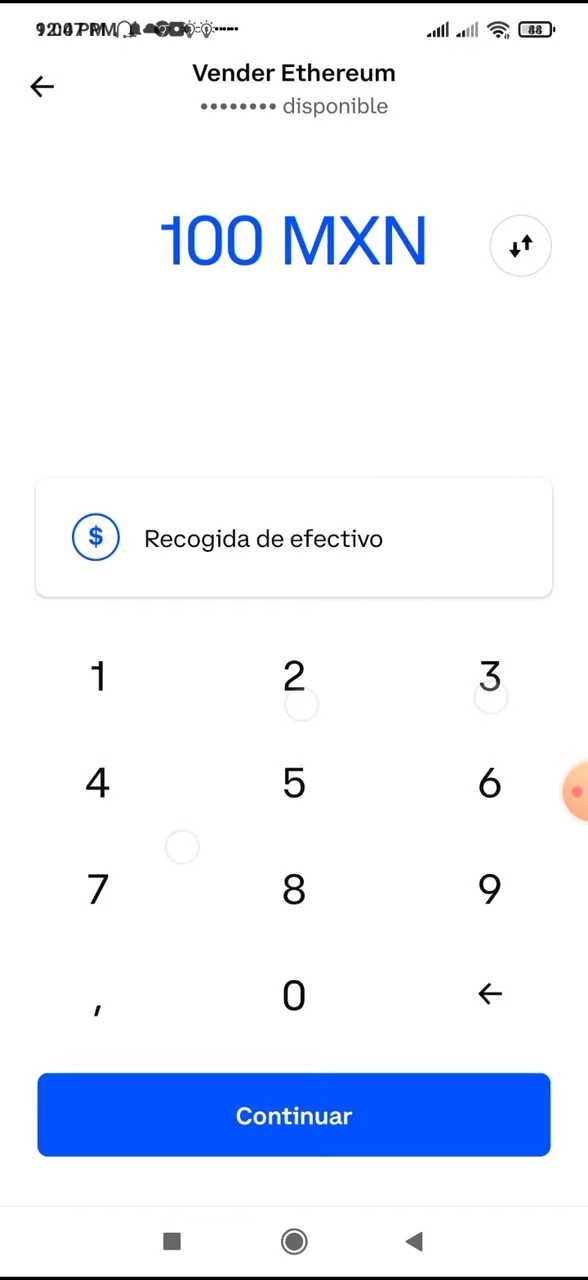 Vender Ethereum
•••••••• disponible
100 MXN
$ Recogida de efectivo
1 2 3
4 5 6
7 8 9
, 0
Continuar